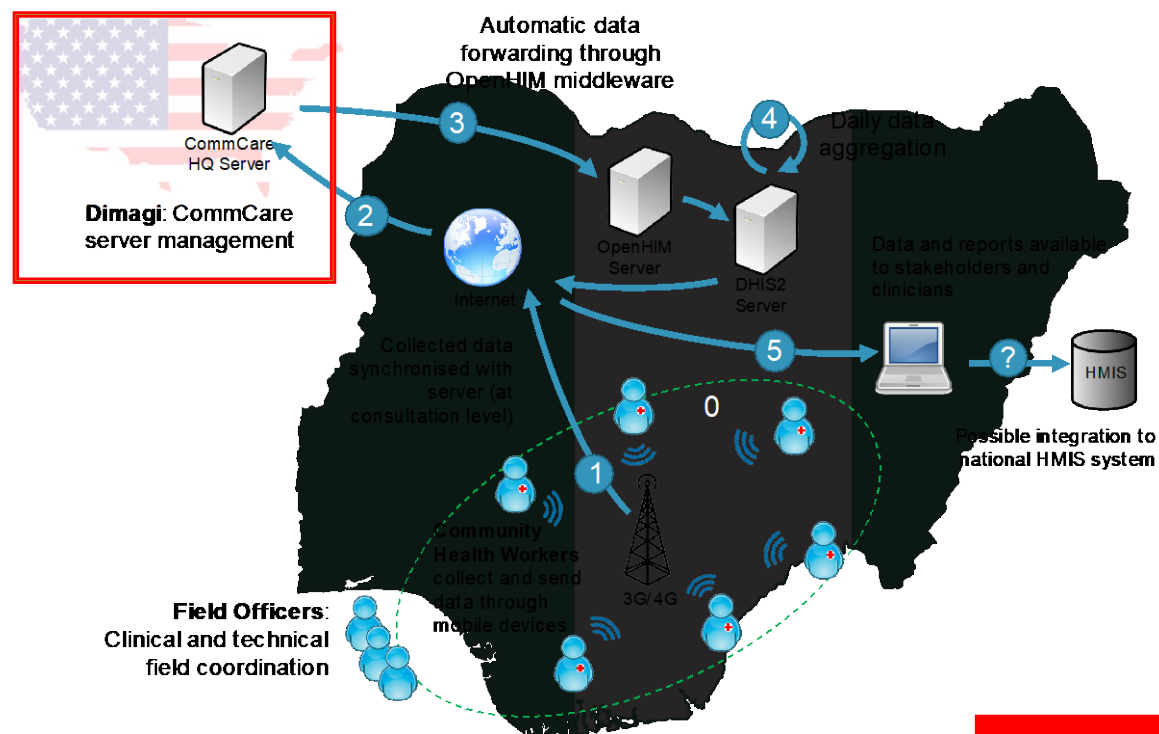 Automatic data
forwarding through
OpenHIM middleware
CommCare
HQ Server
Dimagi: CommCare
server management
3
4
Daily data
aggregation
2
OpenHIM
Server
DHIS2
Server
Internet
Data and reports available
to stakeholders and
clinicians
Collected data
synchronised with
server (at
consultation level)
5
?
HMIS
Possible integration to
national HMIS system
0
1
Community
Health Workers
collect and send
data through
mobile devices
3G/4G
Field Officers:
Clinical and technical
field coordination